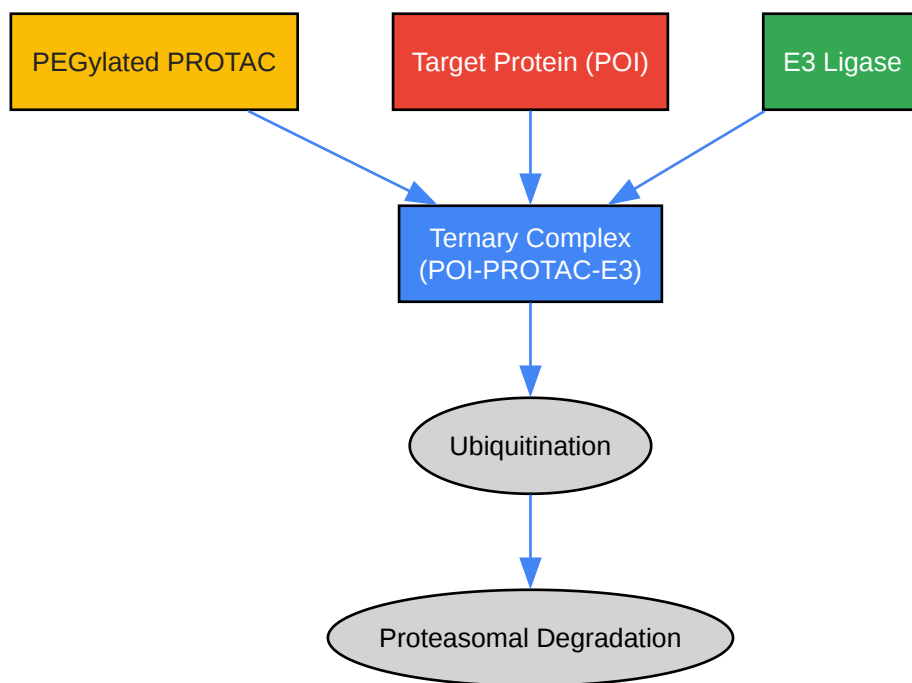 PEGylated PROTAC
Target Protein (POI)
E3 Ligase
Ternary Complex
(POI-PROTAC-E3)
Ubiquitination
Proteasomal Degradation